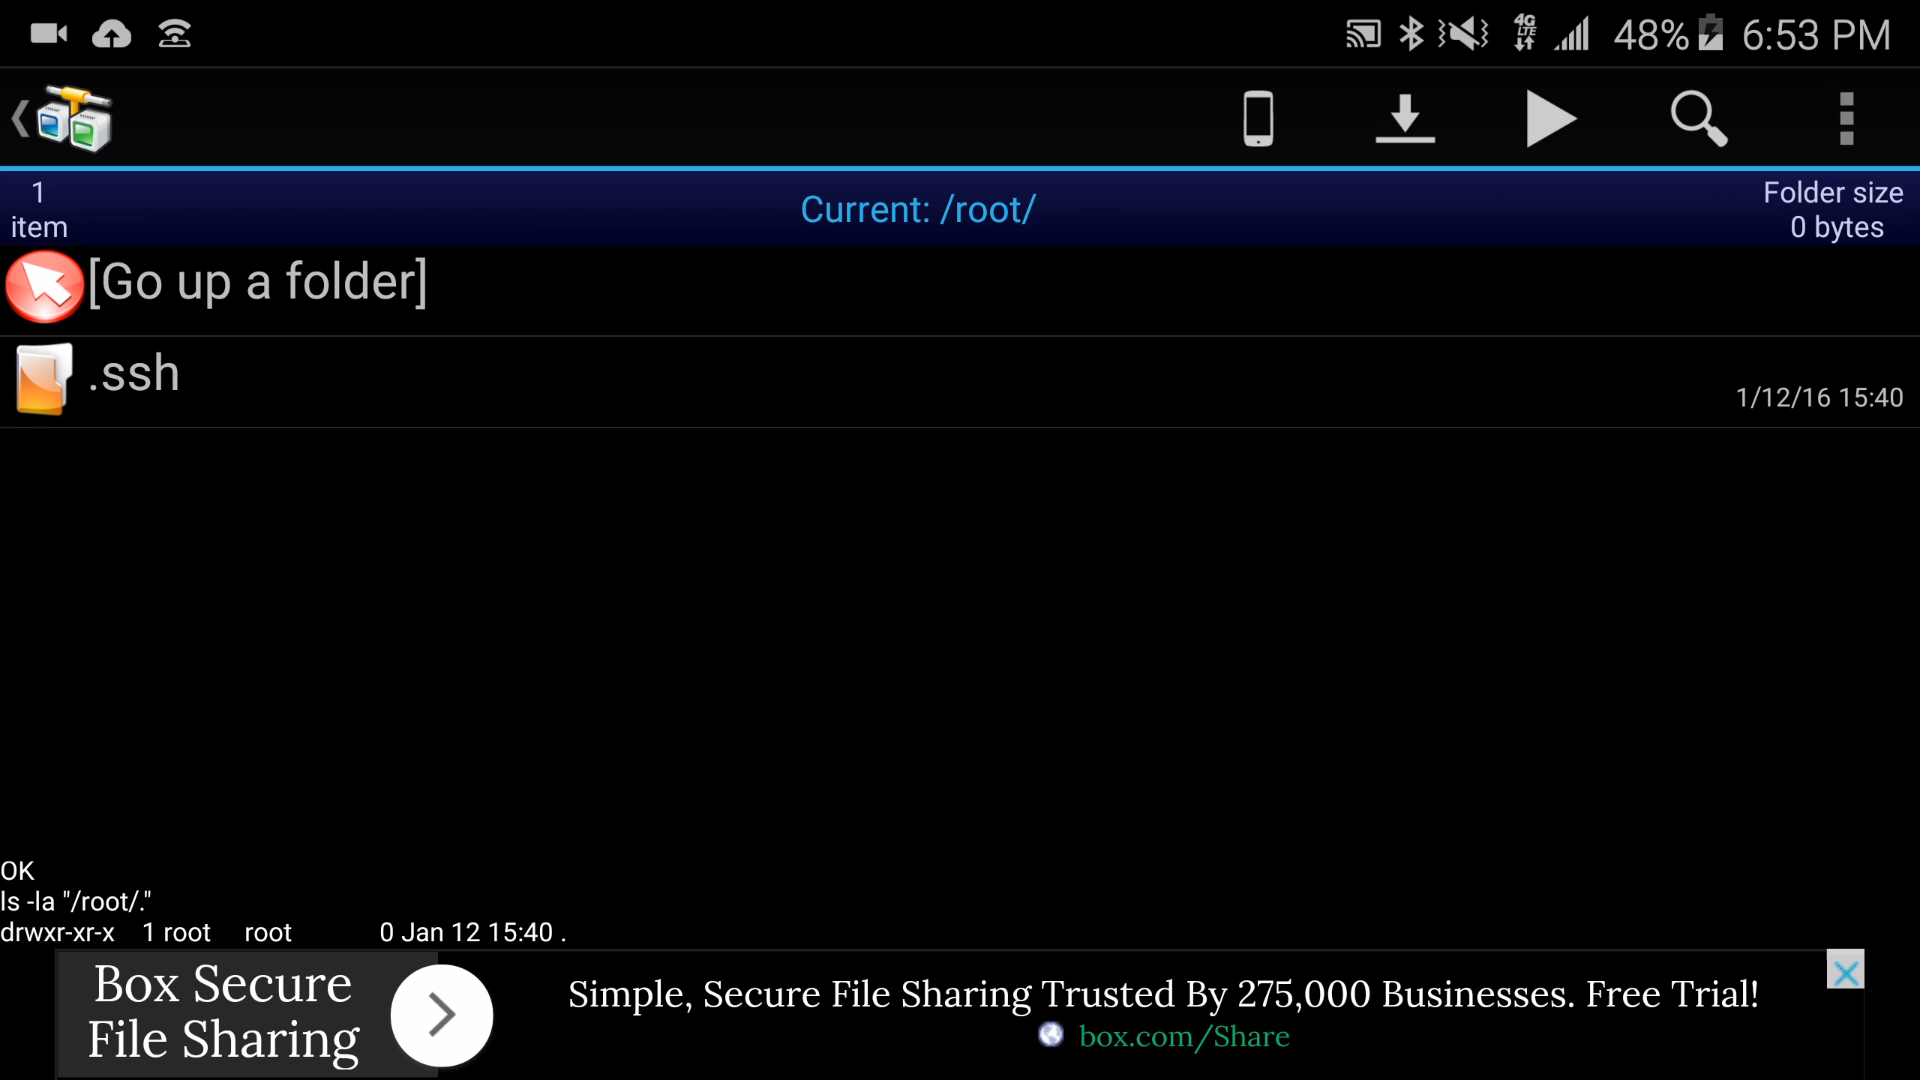 4G LTE 48% 6:53 PM
1 item
Current: /root/
Folder size
0 bytes
[Go up a folder]
.ssh
1/12/16 15:40
OK
ls -la "/root/."
drwxr-xr-x 1 root root 0 Jan 12 15:40 .
Box Secure
File Sharing
Simple, Secure File Sharing Trusted By 275,000 Businesses. Free Trial!
box.com/Share